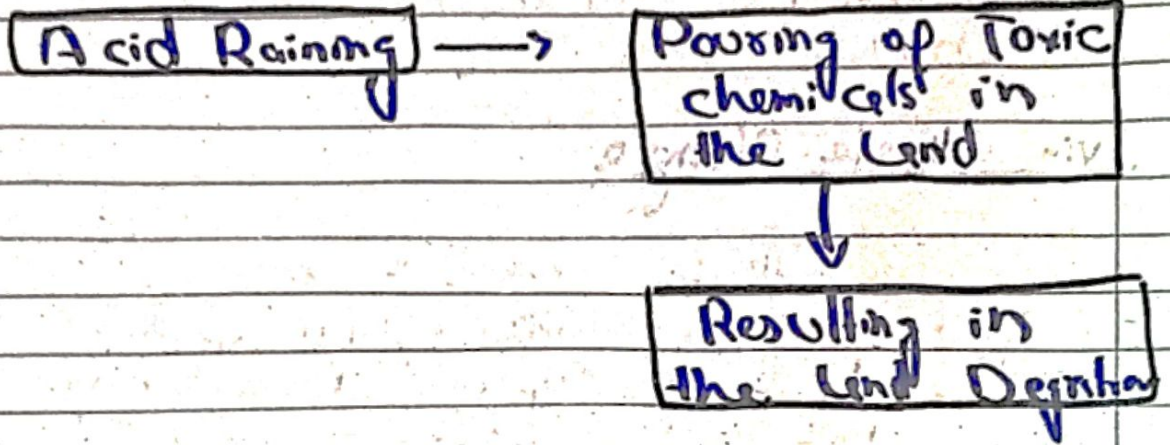 Acid Raining → Pouring of Toxic
chemicals in
the Land
↓
Resulting in
the Land